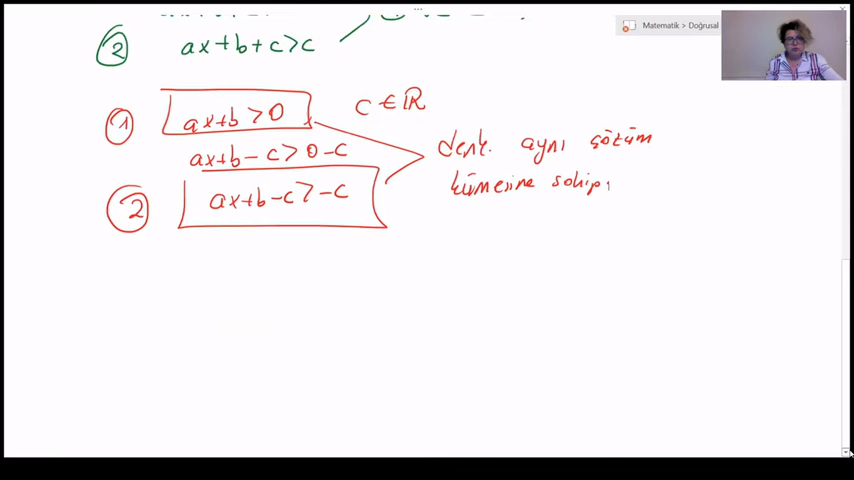 Matematik > Doğrusal
② ax+b+c>c
① ax+b>0 c∈ℝ
ax+b-c>0-c
② ax+b-c>-c
denk. aynı çözüm
kümesine sahip